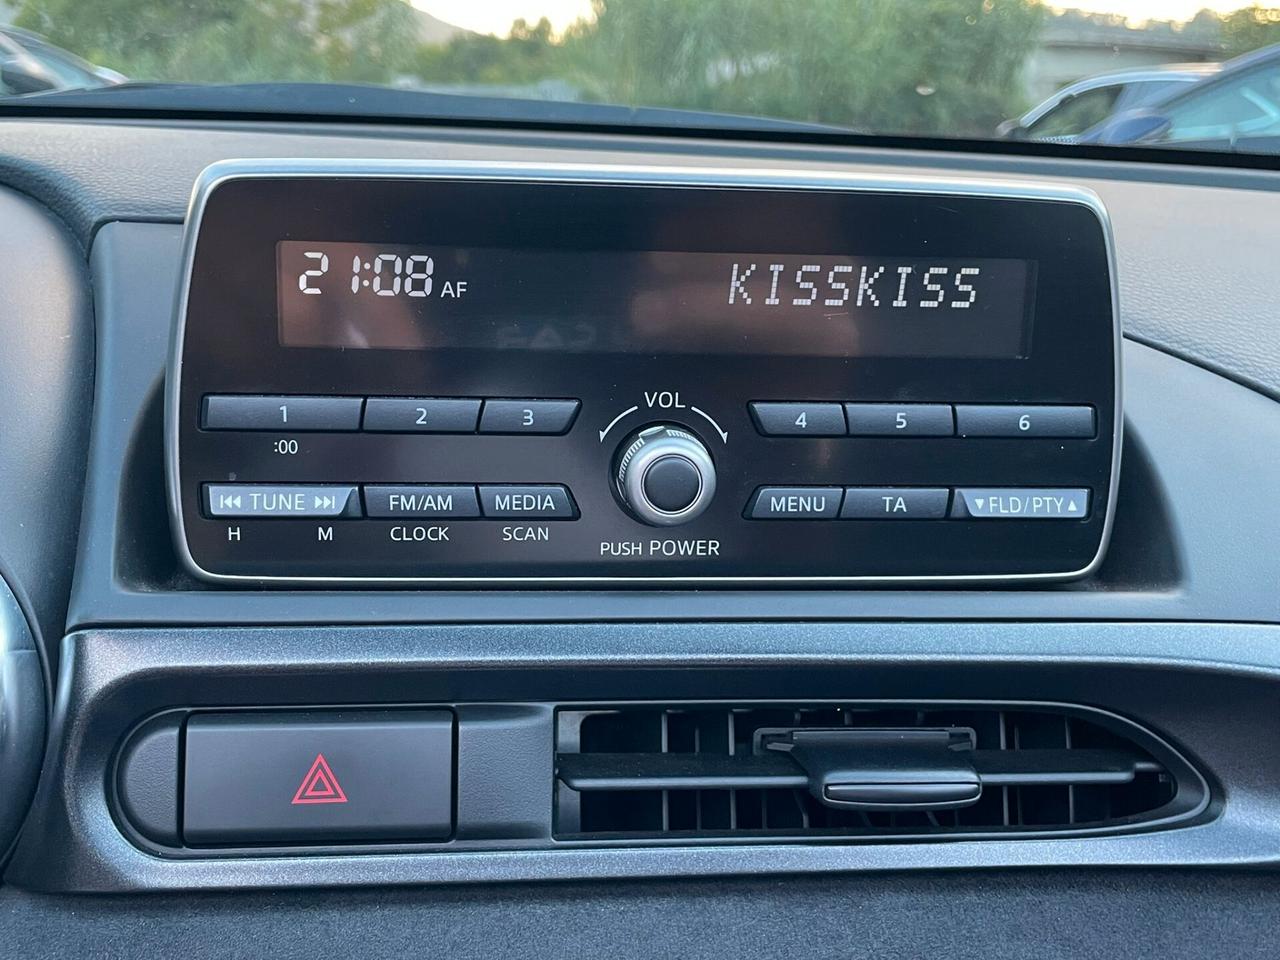 21:08 AF KISSKISS
VOL
1 2 3 4 5 6
:00
TUNE FM/AM MEDIA MENU TA FLD/PTY
H M CLOCK SCAN
PUSH POWER